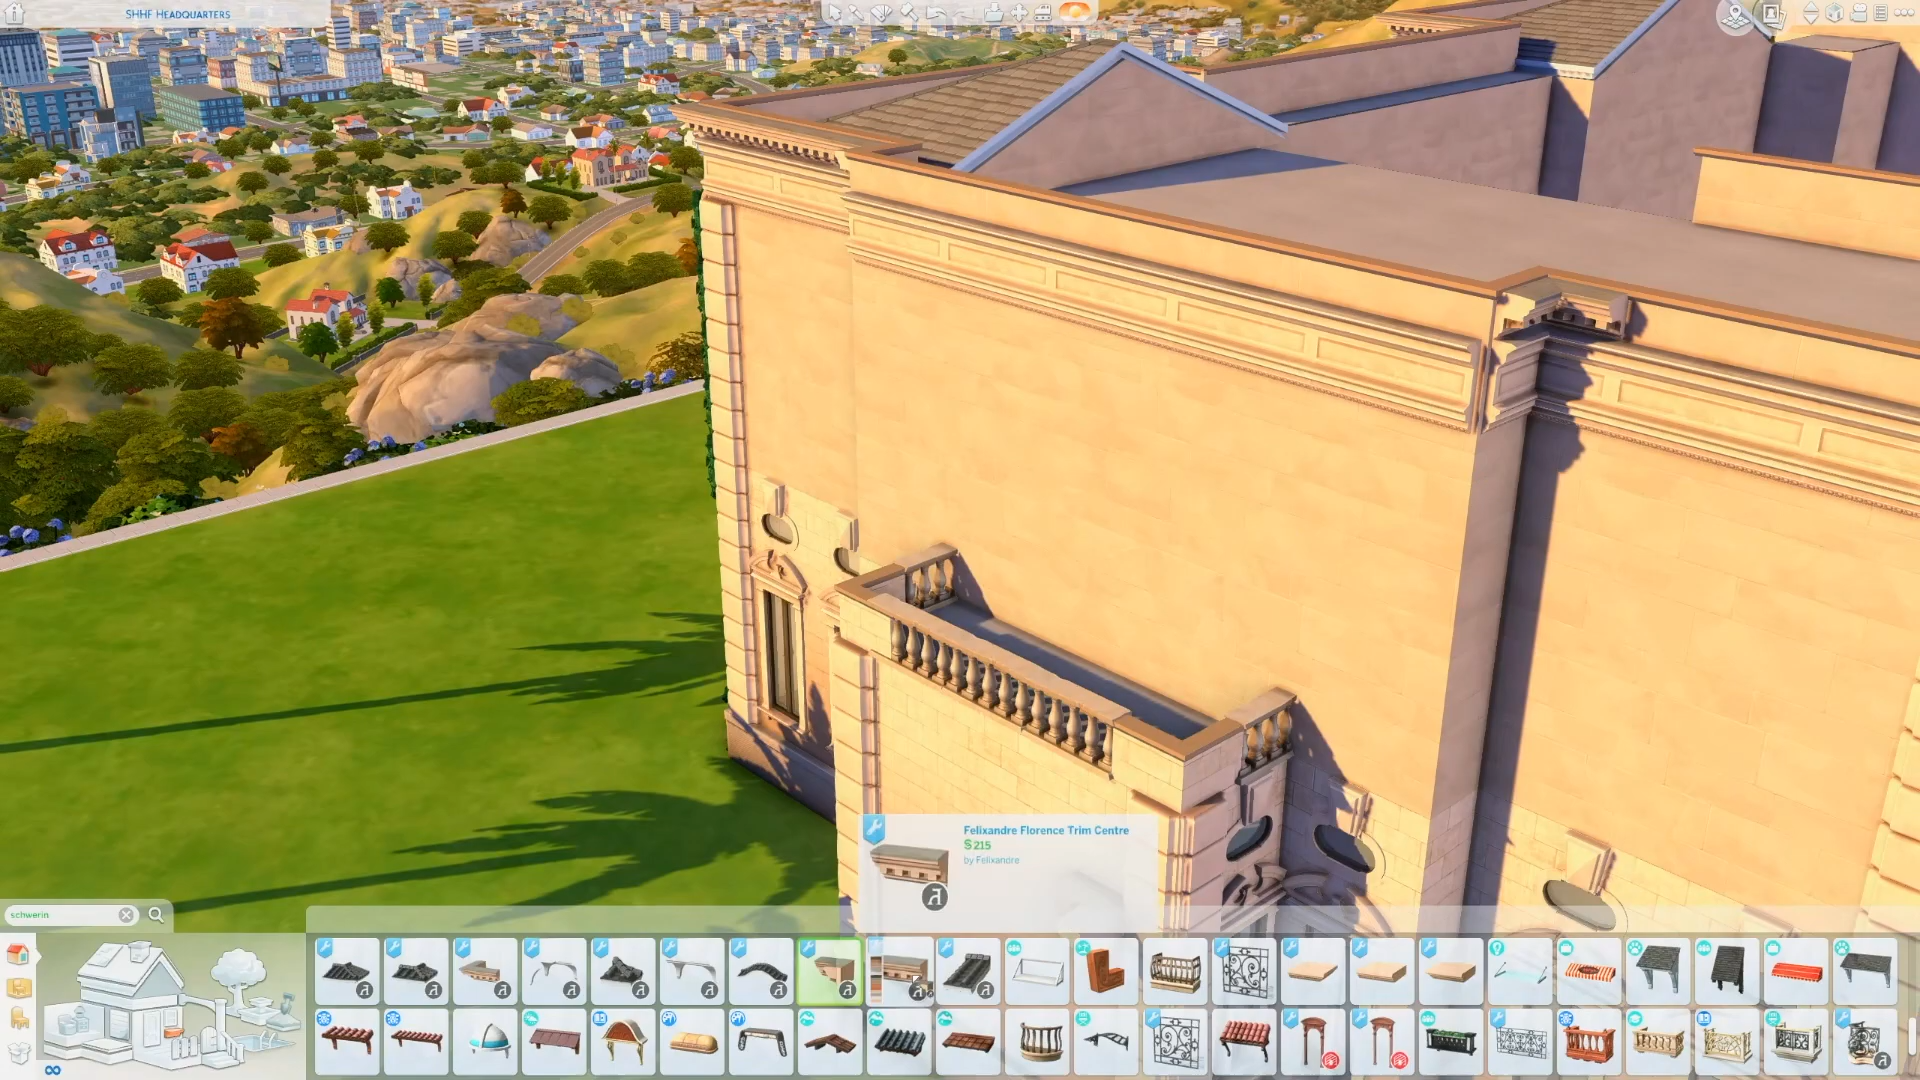 SHHF HEADQUARTERS
Felixandre Florence Trim Centre
§215
by Felixandre
schwerin